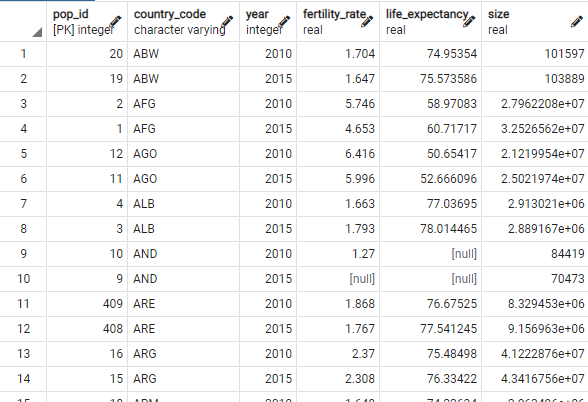 pop_id country_code year fertility_rate life_expectancy size
[PK] integer character varying integer real real real
1 20 ABW 2010 1.704 74.95354 101597
2 19 ABW 2015 1.647 75.573586 103889
3 2 AFG 2010 5.746 58.97083 2.7962208e+07
4 1 AFG 2015 4.653 60.71717 3.2526562e+07
5 12 AGO 2010 6.416 50.65417 2.1219954e+07
6 11 AGO 2015 5.996 52.666096 2.5021974e+07
7 4 ALB 2010 1.663 77.03695 2.913021e+06
8 3 ALB 2015 1.793 78.014465 2.889167e+06
9 10 AND 2010 1.27 [null] 84419
10 9 AND 2015 [null] [null] 70473
11 409 ARE 2010 1.868 76.67525 8.329453e+06
12 408 ARE 2015 1.767 77.541245 9.156963e+06
13 16 ARG 2010 2.37 75.48498 4.1222876e+07
14 15 ARG 2015 2.308 76.33422 4.3416756e+07